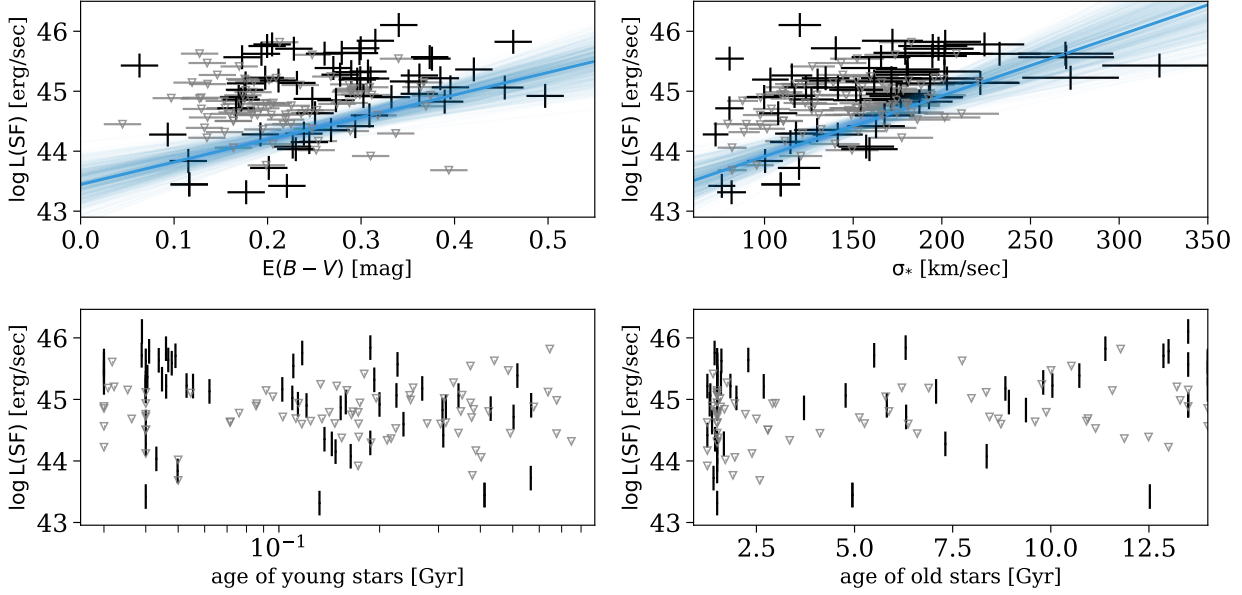 46
45
44
43
log L(SF) [erg/sec]
0.0 0.1 0.2 0.3 0.4 0.5
E(B − V) [mag]
46
45
44
43
log L(SF) [erg/sec]
100 150 200 250 300 350
σ* [km/sec]
46
45
44
43
log L(SF) [erg/sec]
10⁻¹
age of young stars [Gyr]
46
45
44
43
log L(SF) [erg/sec]
2.5 5.0 7.5 10.0 12.5
age of old stars [Gyr]